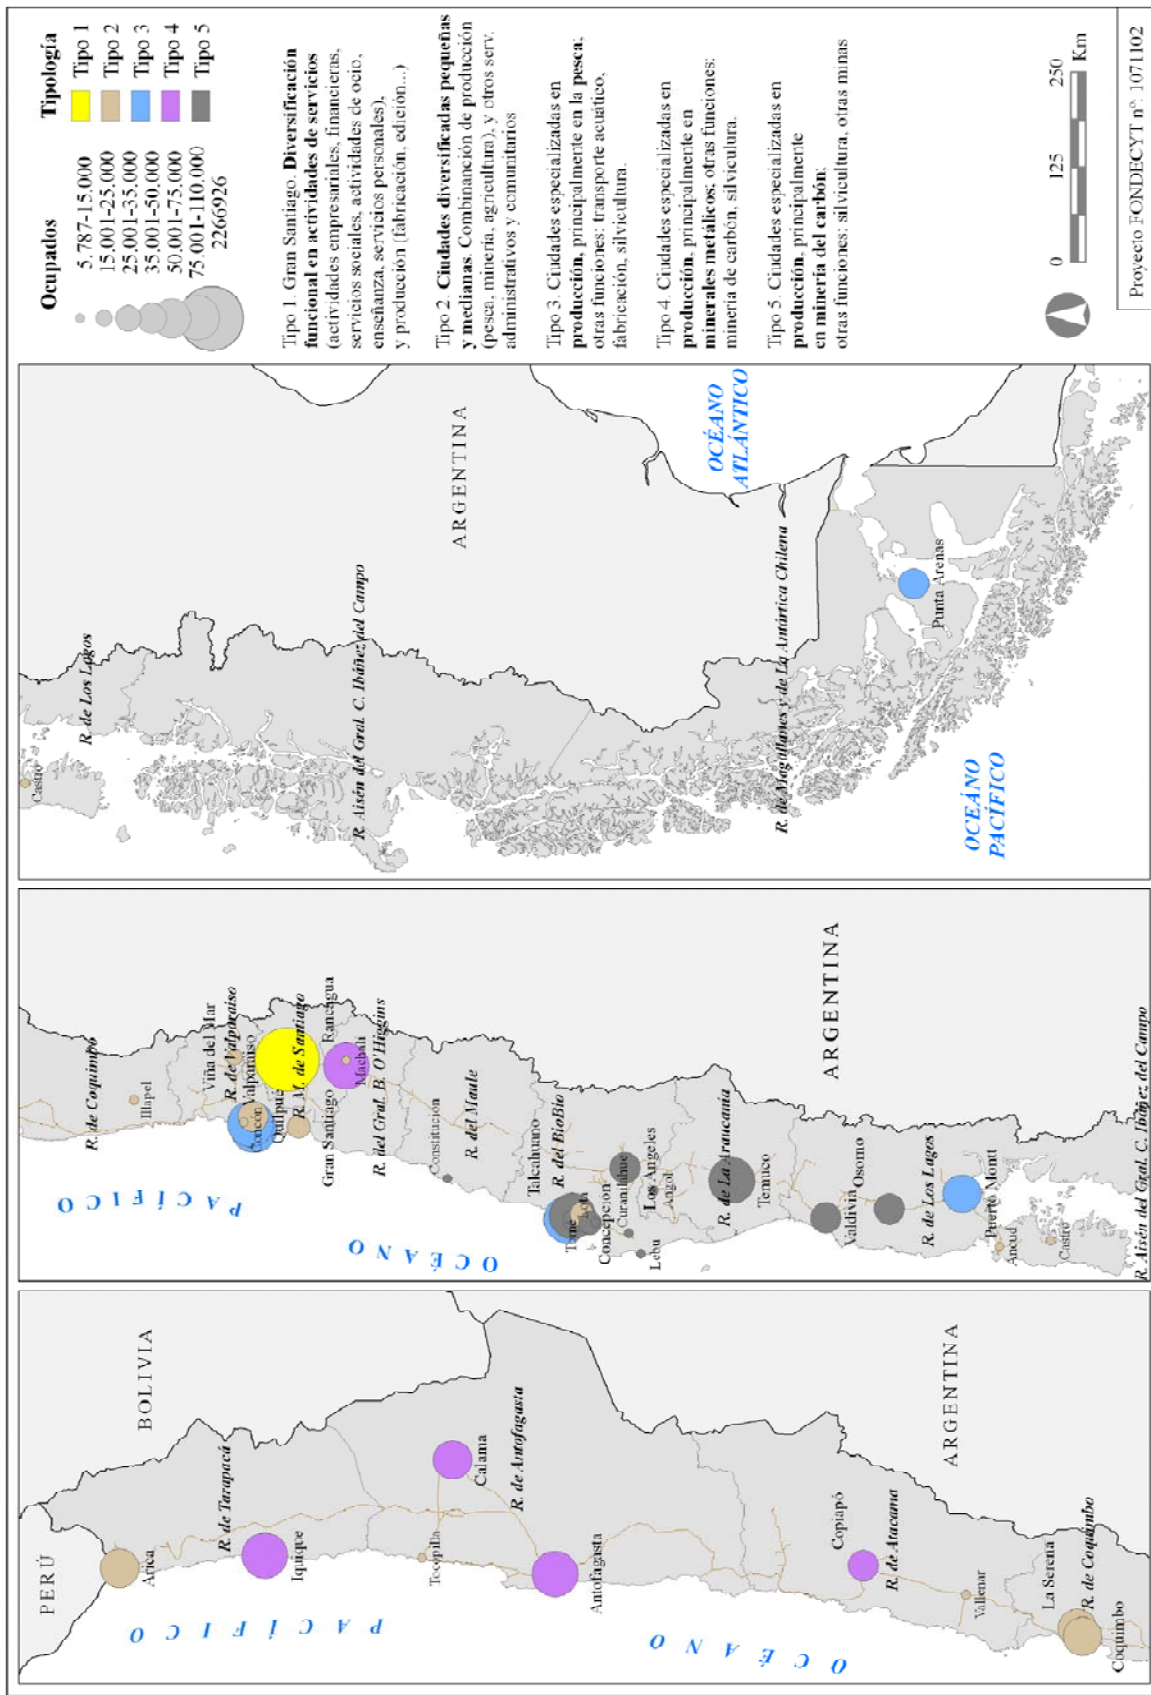 Ocupados
5.787-15.000
15.001-25.000
25.001-35.000
35.001-50.000
50.001-75.000
75.001-110.000
2266926
Tipología
Tipo 1
Tipo 2
Tipo 3
Tipo 4
Tipo 5
Tipo 1. Gran Santiago. Diversificación
funcional en actividades de servicios
(actividades empresariales, financieras,
servicios sociales, actividades de ocio,
enseñanza, servicios personales),
y producción (fabricación, edición...)
Tipo 2. Ciudades diversificadas pequeñas
y medianas. Combinanción de producción
(pesca, minería, agricultura), y otros serv.
administrativos y comunitarios
Tipo 3. Ciudades especializadas en
producción, principalmente en la pesca;
otras funciones: transporte acuático,
fabricación, silvicultura.
Tipo 4. Ciudades especializadas en
producción, principalmente en
minerales metálicos; otras funciones:
minería de carbón, silvicultura.
Tipo 5. Ciudades especializadas en
producción, principalmente
en minería del carbón;
otras funciones: silvicultura, otras minas
0 125 250
Km
Proyecto FONDECYT nº: 1071102
PERÚ
BOLIVIA
Arica
R. de Tarapacá
Iquique
OCÉANO PACÍFICO
Tocopilla
Calama
R. de Antofagasta
Antofagasta
Copiapó
R. de Atacama
Vallenar
ARGENTINA
La Serena
R. de Coquimbo
Coquimbo
R. de Coquimbo
Illapel
OCÉANO PACÍFICO
Viña del Mar
R. de Valparaíso
Valparaíso
Concón
Quilpué
R. M. de Santiago
Gran Santiago
Rancagua
Machalí
R. del Gral. B. O'Higgins
Constitución
R. del Maule
Talcahuano
R. del BioBio
Tomé
Lota
Concepción
Curanilahue
Lebu
Los Angeles
Angol
R. de La Araucanía
Temuco
ARGENTINA
Valdivia
Osorno
R. de Los Lagos
Puerto Montt
Ancud
Castro
R. Aisén del Gral. C. Ibáñez del Campo
Castro
R. de Los Lagos
R. Aisén del Gral. C. Ibáñez del Campo
ARGENTINA
OCÉANO
ATLÁNTICO
R. de Magallanes y de La Antártica Chilena
Punta Arenas
OCEÁNO
PACÍFICO